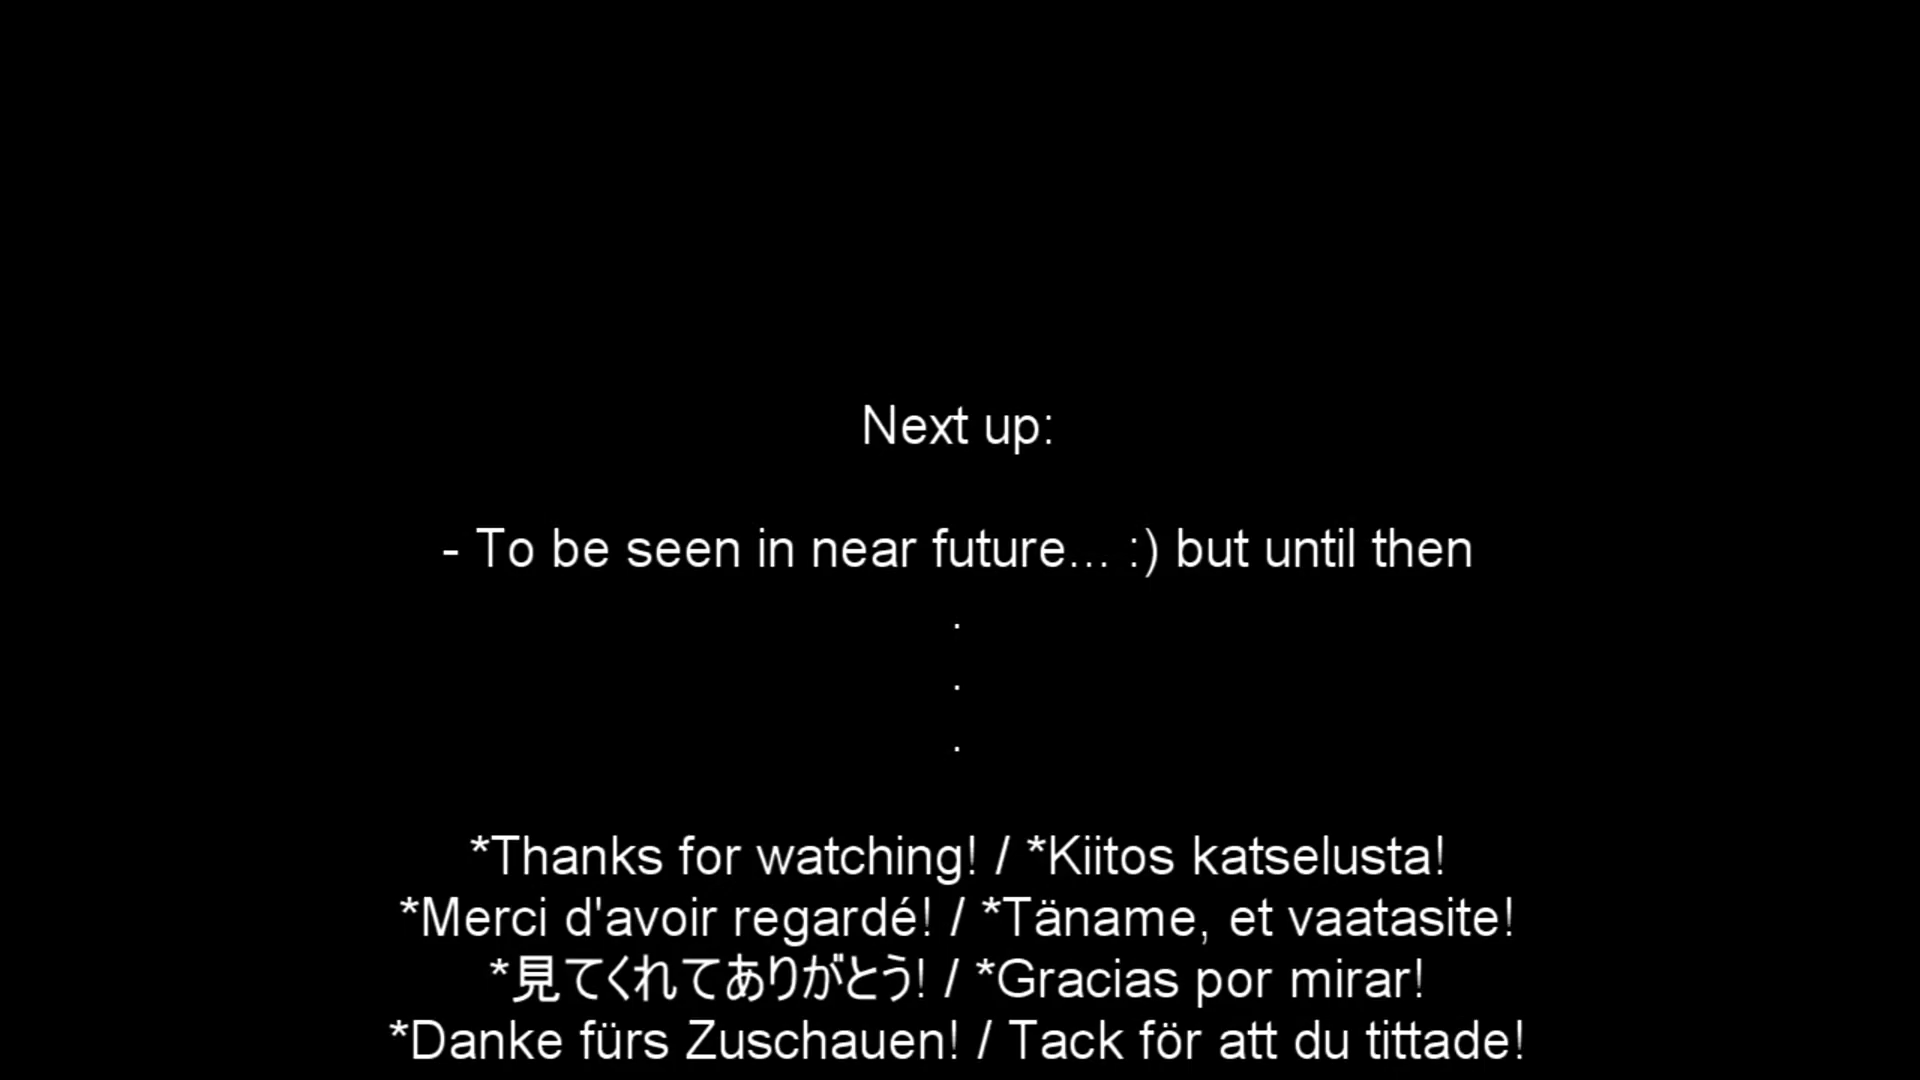 Next up:
- To be seen in near future... :) but until then
.
.
.
*Thanks for watching! / *Kiitos katselusta!
*Merci d'avoir regardé! / *Täname, et vaatasite!
*見てくれてありがとう! / *Gracias por mirar!
*Danke fürs Zuschauen! / Tack för att du tittade!